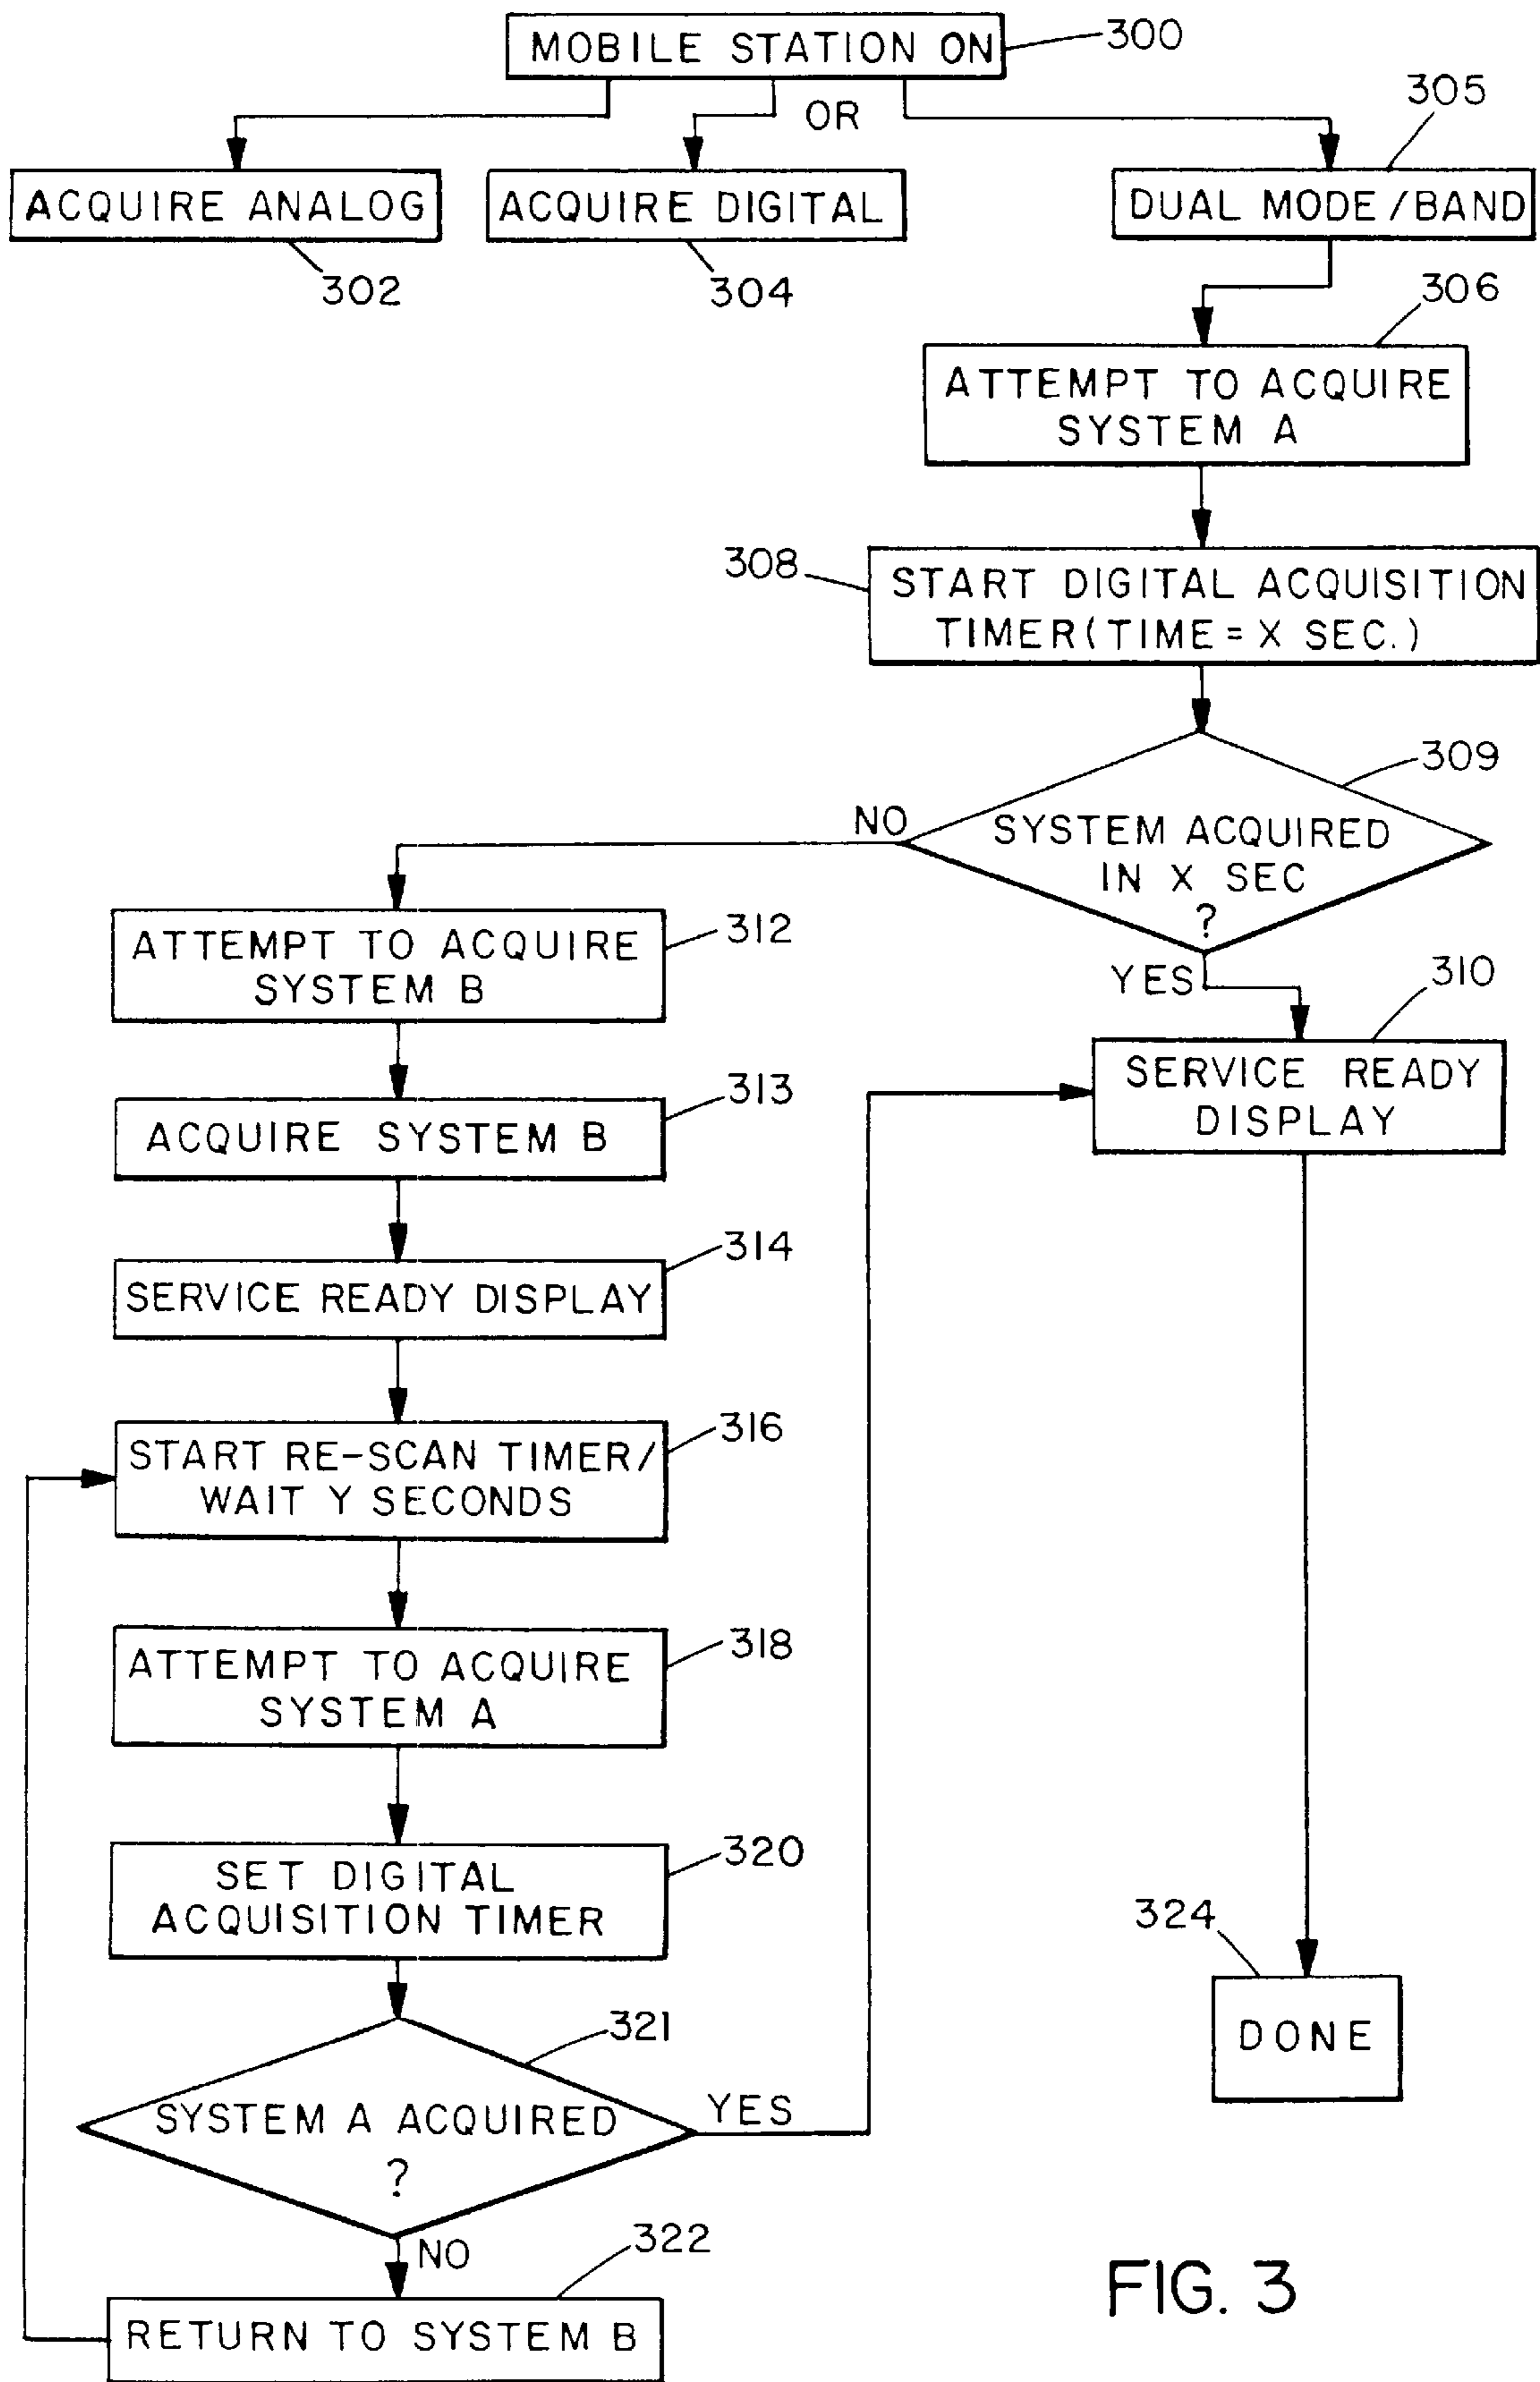 MOBILE STATION ON
300
OR
305
ACQUIRE ANALOG
ACQUIRE DIGITAL
DUAL MODE/BAND
302
304
306
ATTEMPT TO ACQUIRE
SYSTEM A
308
START DIGITAL ACQUISITION
TIMER(TIME=X SEC.)
309
NO
SYSTEM ACQUIRED
IN X SEC
?
YES
312
ATTEMPT TO ACQUIRE
SYSTEM B
310
SERVICE READY
DISPLAY
313
ACQUIRE SYSTEM B
314
SERVICE READY DISPLAY
316
START RE-SCAN TIMER/
WAIT Y SECONDS
318
ATTEMPT TO ACQUIRE
SYSTEM A
320
SET DIGITAL
ACQUISITION TIMER
324
DONE
321
SYSTEM A ACQUIRED
?
YES
NO
322
RETURN TO SYSTEM B
FIG. 3